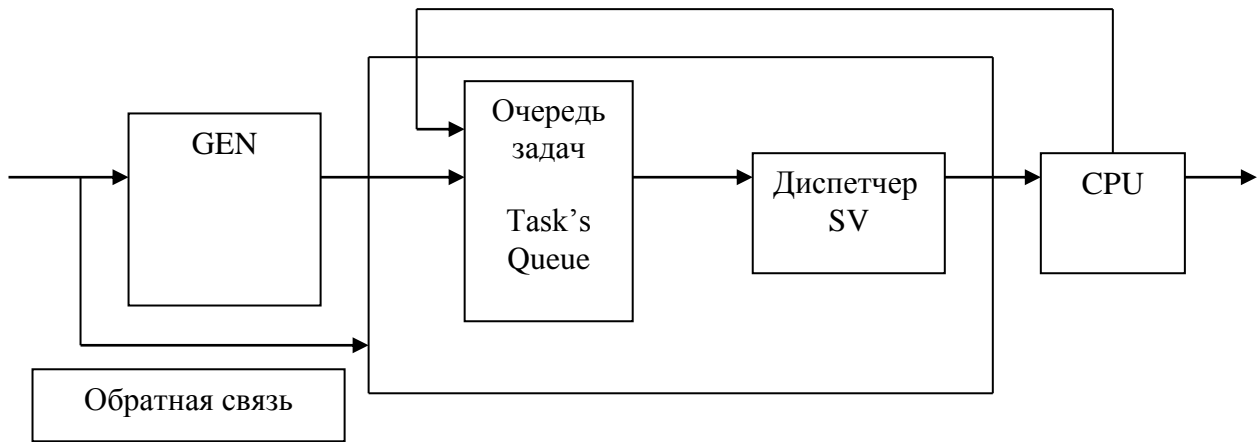 GEN
Очередь
задач
Task’s
Queue
Диспетчер
SV
CPU
Обратная связь